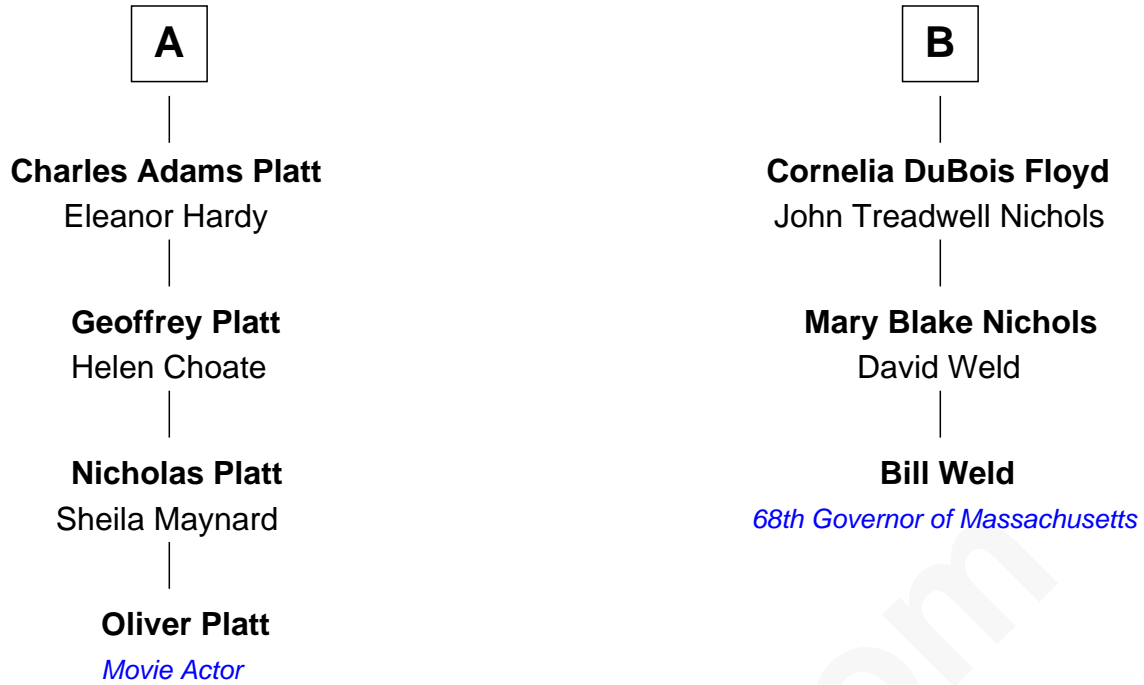 A
B
Charles Adams Platt
Eleanor Hardy
Cornelia DuBois Floyd
John Treadwell Nichols
Geoffrey Platt
Helen Choate
Mary Blake Nichols
David Weld
Nicholas Platt
Sheila Maynard
Bill Weld
68th Governor of Massachusetts
Oliver Platt
Movie Actor
om